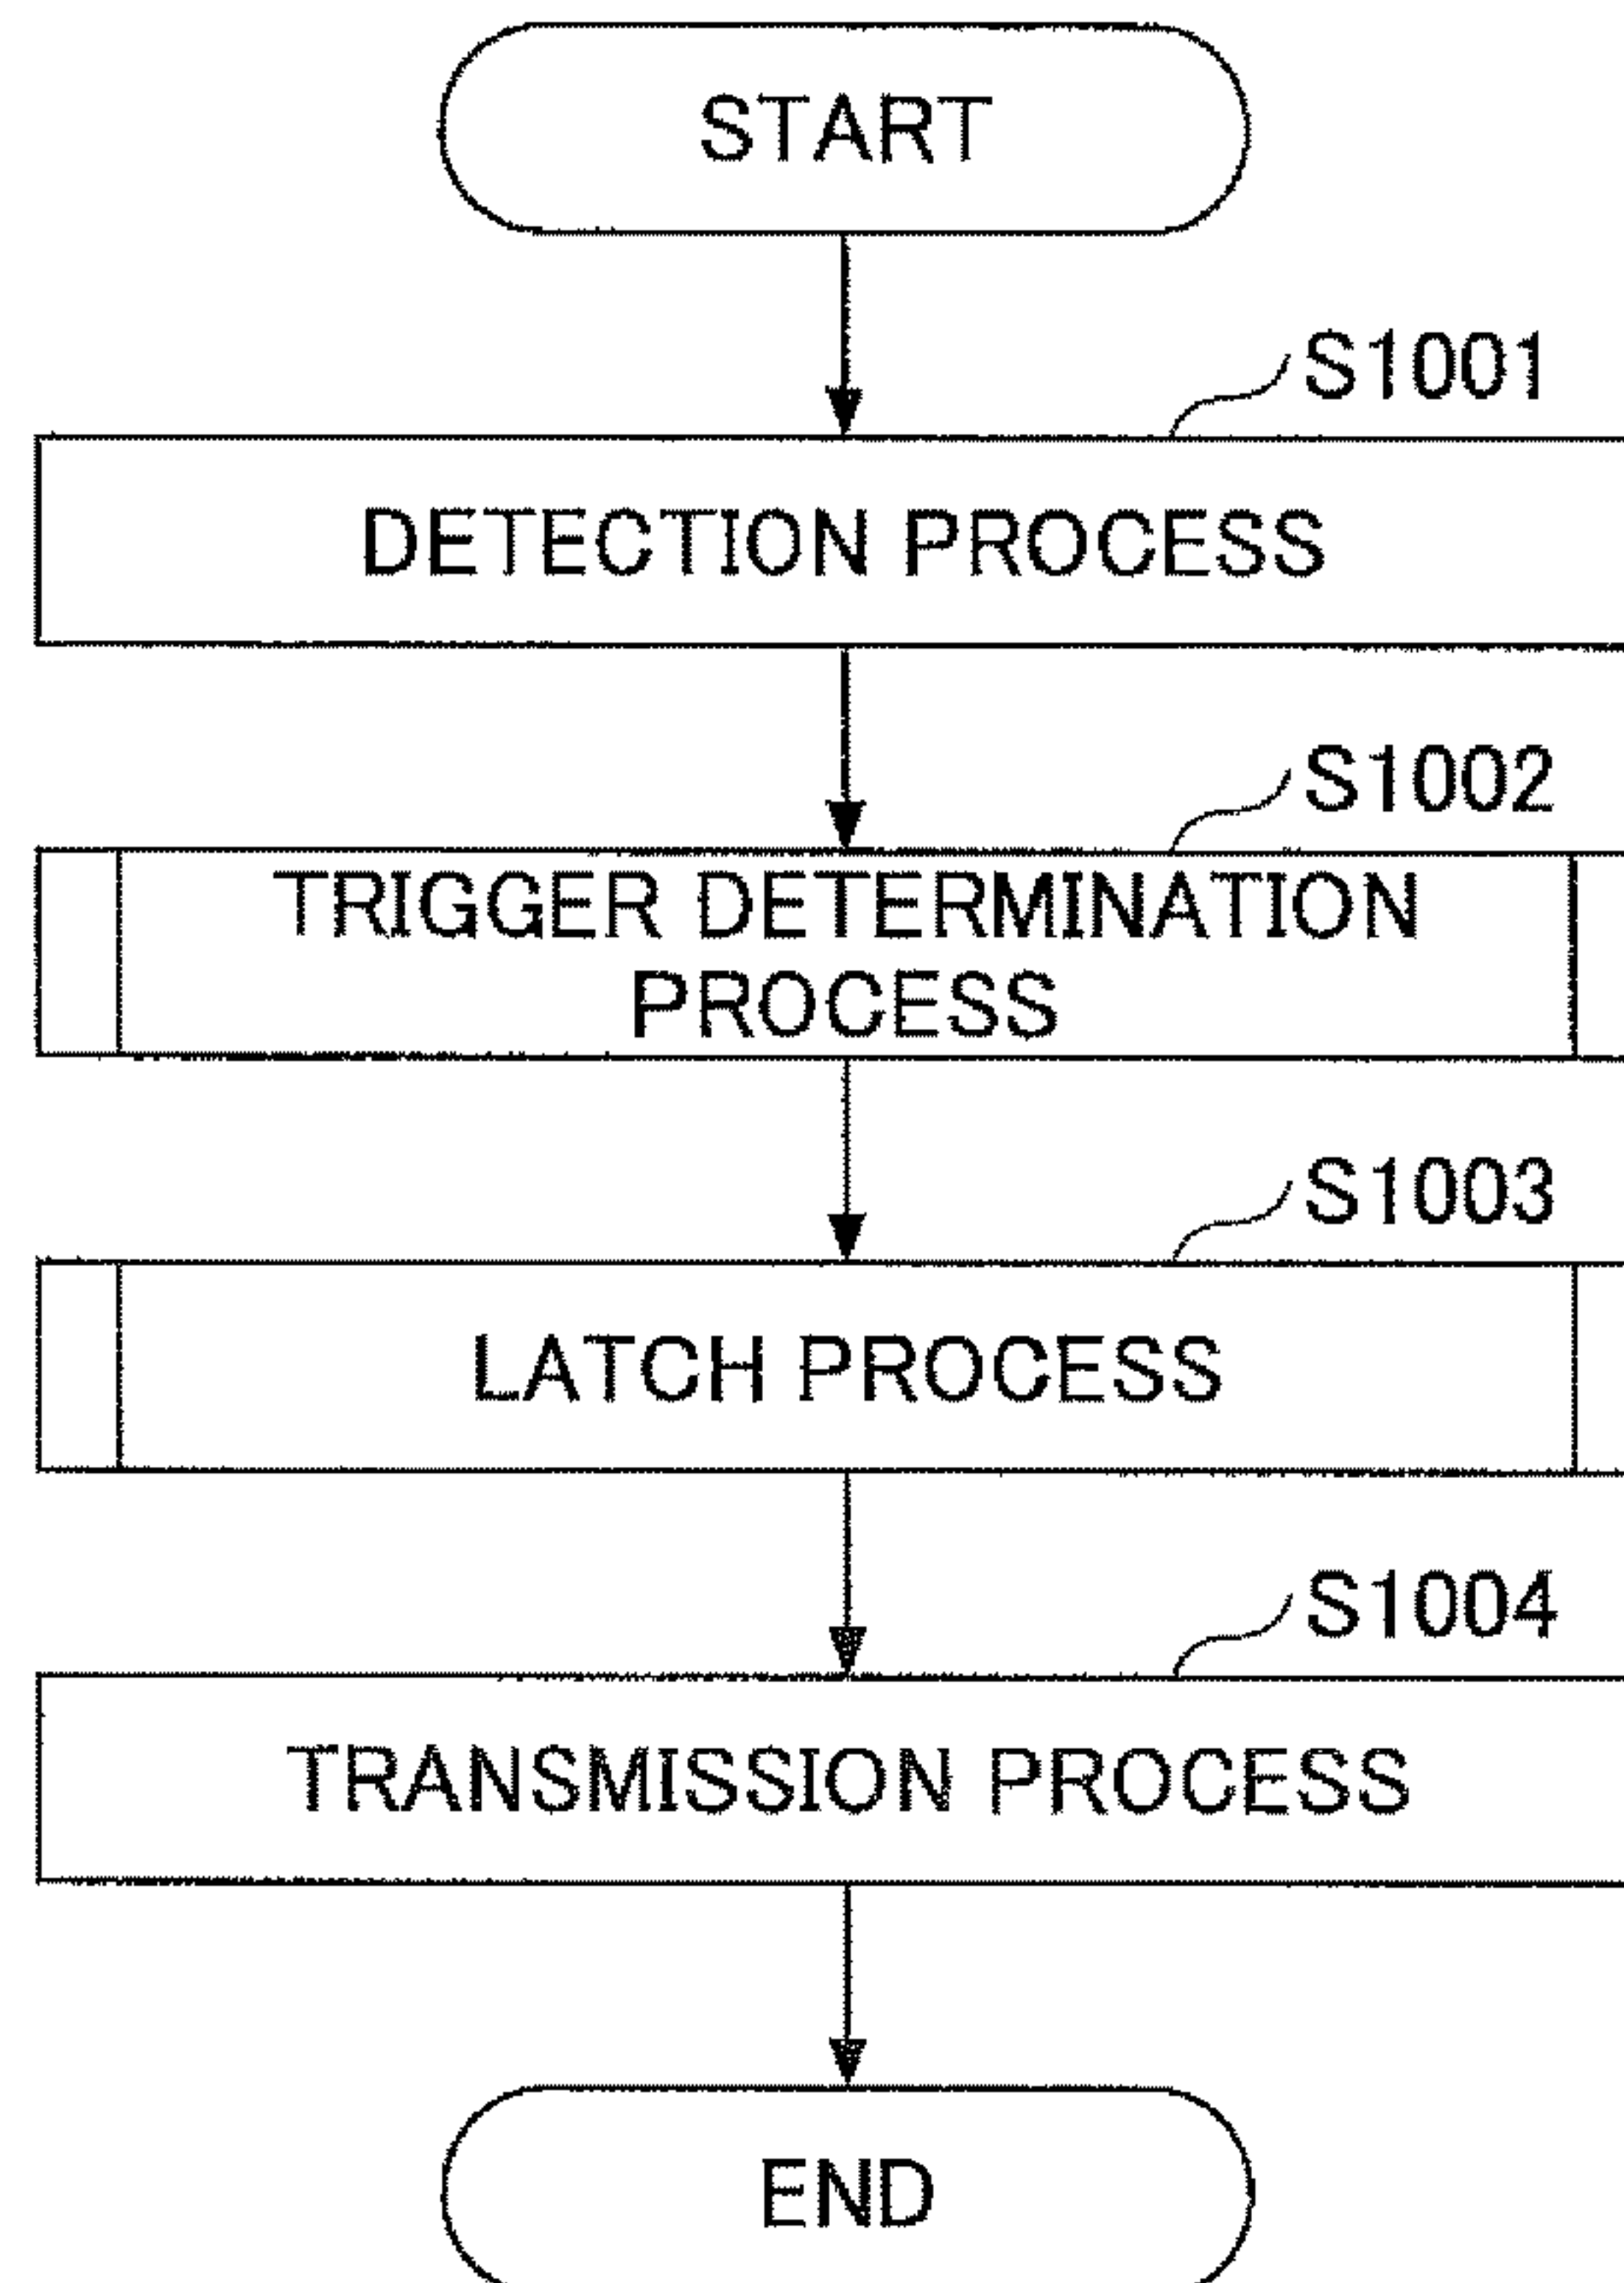 START
S1001
DETECTION PROCESS
S1002
TRIGGER DETERMINATION
PROCESS
S1003
LATCH PROCESS
S1004
TRANSMISSION PROCESS
END